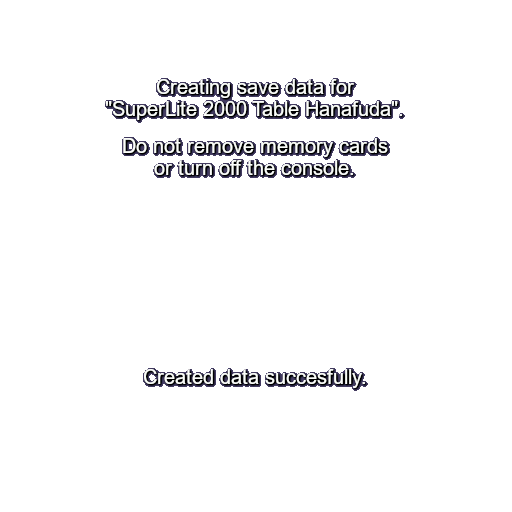 Creating save data for
"SuperLite 2000 Table Hanafuda".
Do not remove memory cards
or turn off the console.
Created data succesfully.